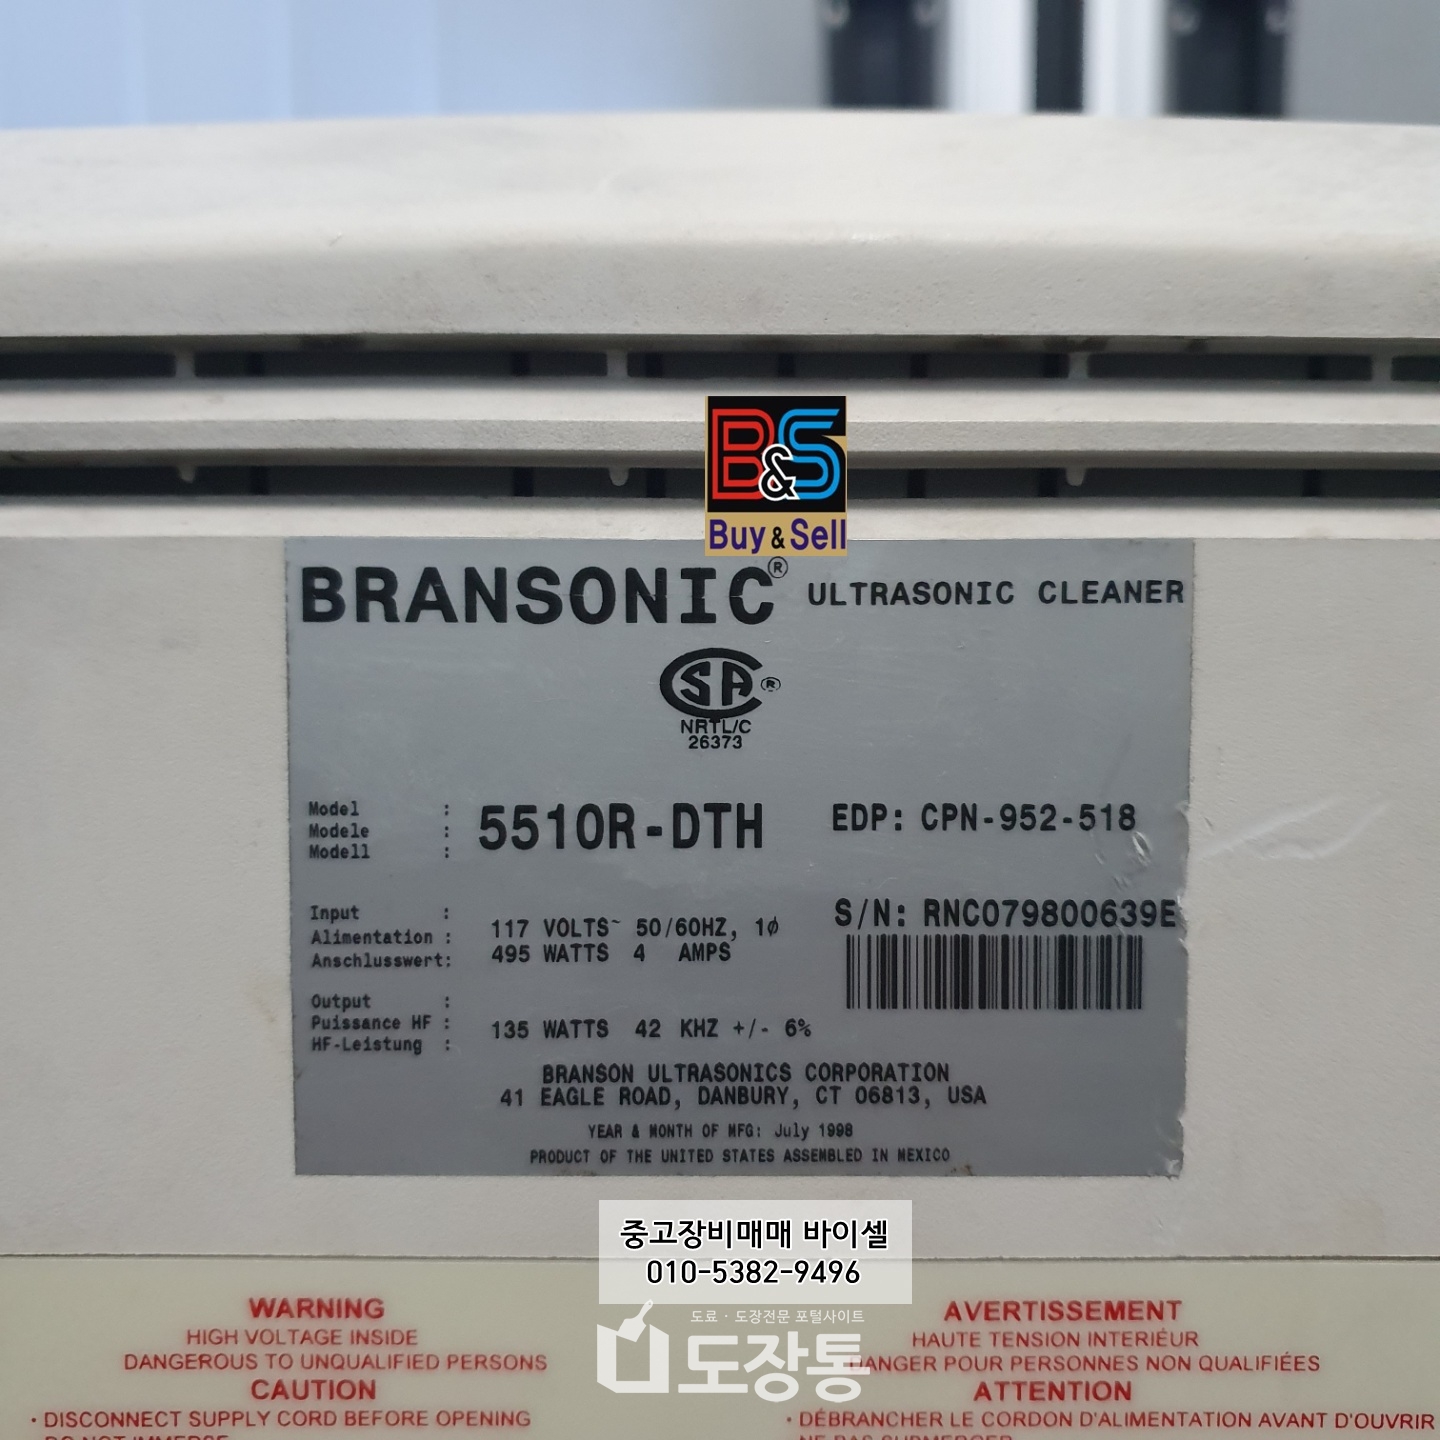 B&S
Buy & Sell
BRANSONIC® ULTRASONIC CLEANER
CSA®
NRTL/C
26373
Model :
Modele :
Modell :
5510R-DTH
EDP: CPN-952-518
Input :
Alimentation :
Anschlusswert:
117 VOLTS~ 50/60HZ, 1ø
495 WATTS 4 AMPS
S/N: RNC079800639E
Output :
Puissance HF :
HF-Leistung :
135 WATTS 42 KHZ +/- 6%
BRANSON ULTRASONICS CORPORATION
41 EAGLE ROAD, DANBURY, CT 06813, USA
YEAR & MONTH OF MFG: July 1998
PRODUCT OF THE UNITED STATES ASSEMBLED IN MEXICO
중고장비매매 바이셀
010-5382-9496
도료 · 도장전문 포털사이트
도장통
WARNING
HIGH VOLTAGE INSIDE
DANGEROUS TO UNQUALIFIED PERSONS
CAUTION
· DISCONNECT SUPPLY CORD BEFORE OPENING
AVERTISSEMENT
HAUTE TENSION INTERIÉUR
DANGER POUR PERSONNES NON QUALIFIÉES
ATTENTION
· DÉBRANCHER LE CORDON D'ALIMENTATION AVANT D'OUVRIR